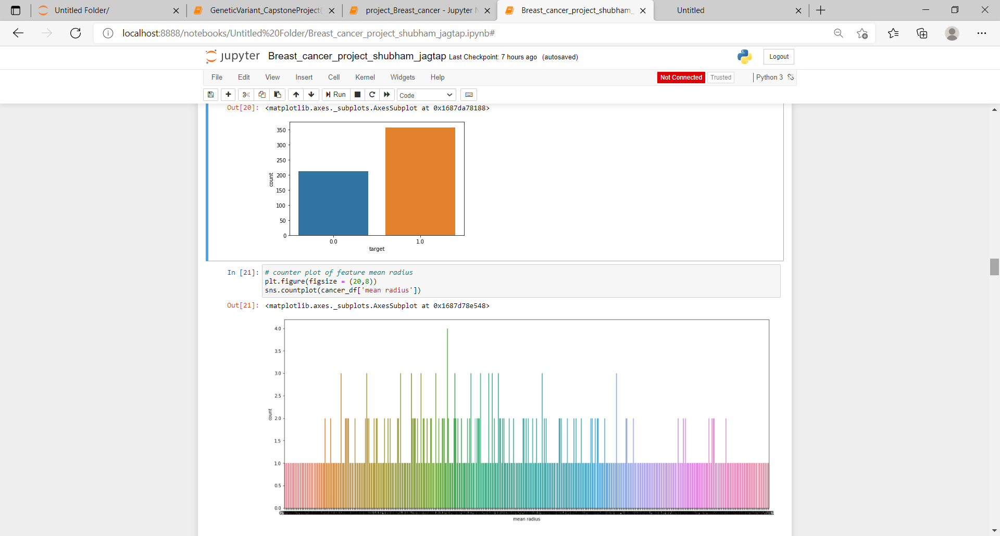 Untitled Folder/
GeneticVariant_CapstoneProject(
project_Breast_cancer - Jupyter N
Breast_cancer_project_shubham_
Untitled
localhost:8888/notebooks/Untitled%20Folder/Breast_cancer_project_shubham_jagtap.ipynb#
jupyter Breast_cancer_project_shubham_jagtap Last Checkpoint: 7 hours ago (autosaved)
Logout
File Edit View Insert Cell Kernel Widgets Help
Not Connected Trusted Python 3
Run Code
Out[20]: <matplotlib.axes._subplots.AxesSubplot at 0x1687da78188>
350
300
250
200
150
100
50
0
count
0.0 1.0
target
In [21]: # counter plot of feature mean radius
plt.figure(figsize = (20,8))
sns.countplot(cancer_df['mean radius'])
Out[21]: <matplotlib.axes._subplots.AxesSubplot at 0x1687d78e548>
4.0
3.5
3.0
2.5
2.0
1.5
1.0
0.5
0.0
count
mean radius